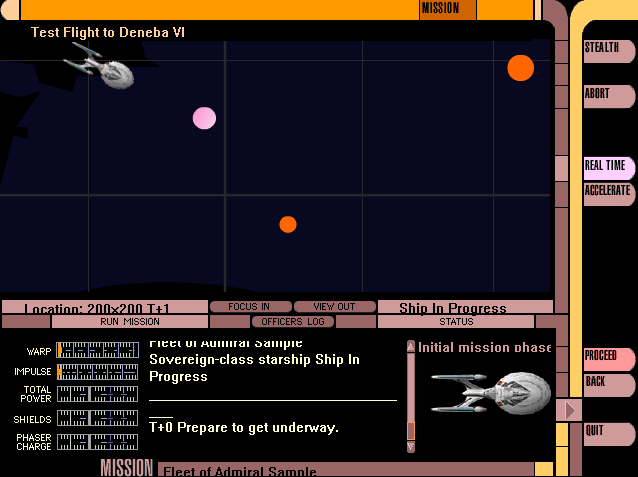 MISSION
Test Flight to Deneba VI
STEALTH
ABORT
REAL TIME
ACCELERATE
Location: 200x200 T+1
FOCUS IN
VIEW OUT
Ship In Progress
RUN MISSION
OFFICERS LOG
STATUS
WARP
IMPULSE
TOTAL
POWER
SHIELDS
PHASER
CHARGE
Fleet of Admiral Sample
Sovereign-class starship Ship In
Progress
T+0 Prepare to get underway.
Initial mission phase
PROCEED
BACK
QUIT
MISSION
Fleet of Admiral Sample